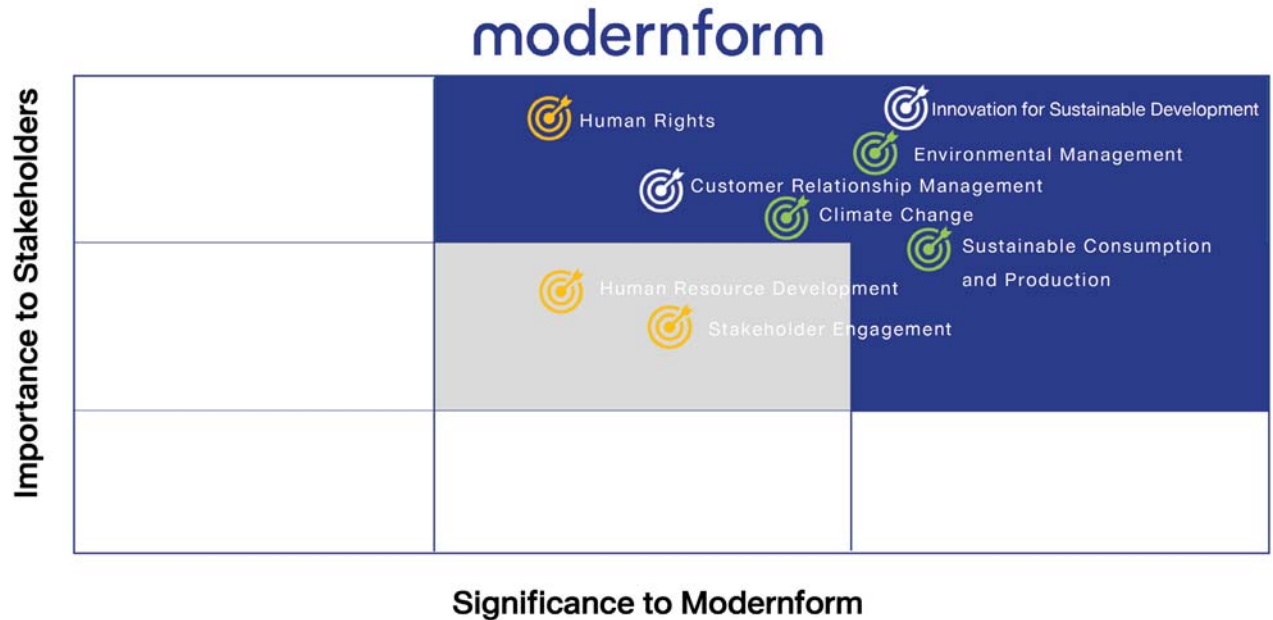 modernform
Importance to Stakeholders
Human Rights
Innovation for Sustainable Development
Environmental Management
Customer Relationship Management
Climate Change
Sustainable Consumption
and Production
Human Resource Development
Stakeholder Engagement
Significance to Modernform